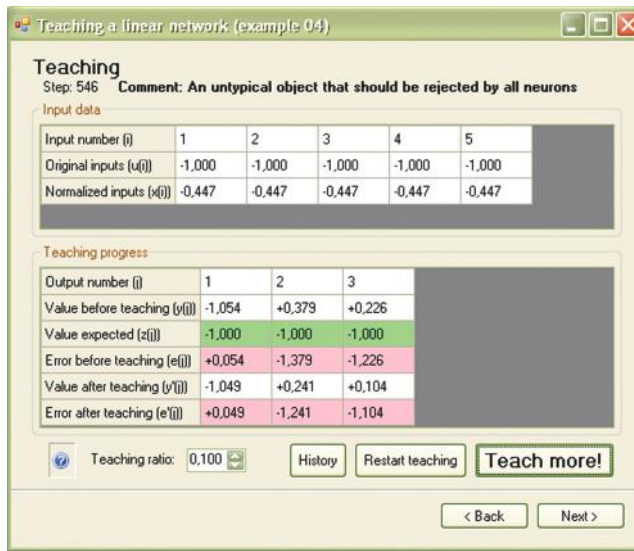 Teaching a linear network (example 04)
Teaching
Step: 546 Comment: An untypical object that should be rejected by all neurons
Input data
Input number (i) 1 2 3 4 5
Original inputs (u(i)) -1,000 -1,000 -1,000 -1,000 -1,000
Normalized inputs (x(i)) -0,447 -0,447 -0,447 -0,447 -0,447
Teaching progress
Output number (j) 1 2 3
Value before teaching (y(j)) -1,054 +0,379 +0,226
Value expected (z(j)) -1,000 -1,000 -1,000
Error before teaching (e(j)) +0,054 -1,379 -1,226
Value after teaching (y'(j)) -1,049 +0,241 +0,104
Error after teaching (e'(j)) +0,049 -1,241 -1,104
Teaching ratio: 0,100 History Restart teaching Teach more!
< Back Next >